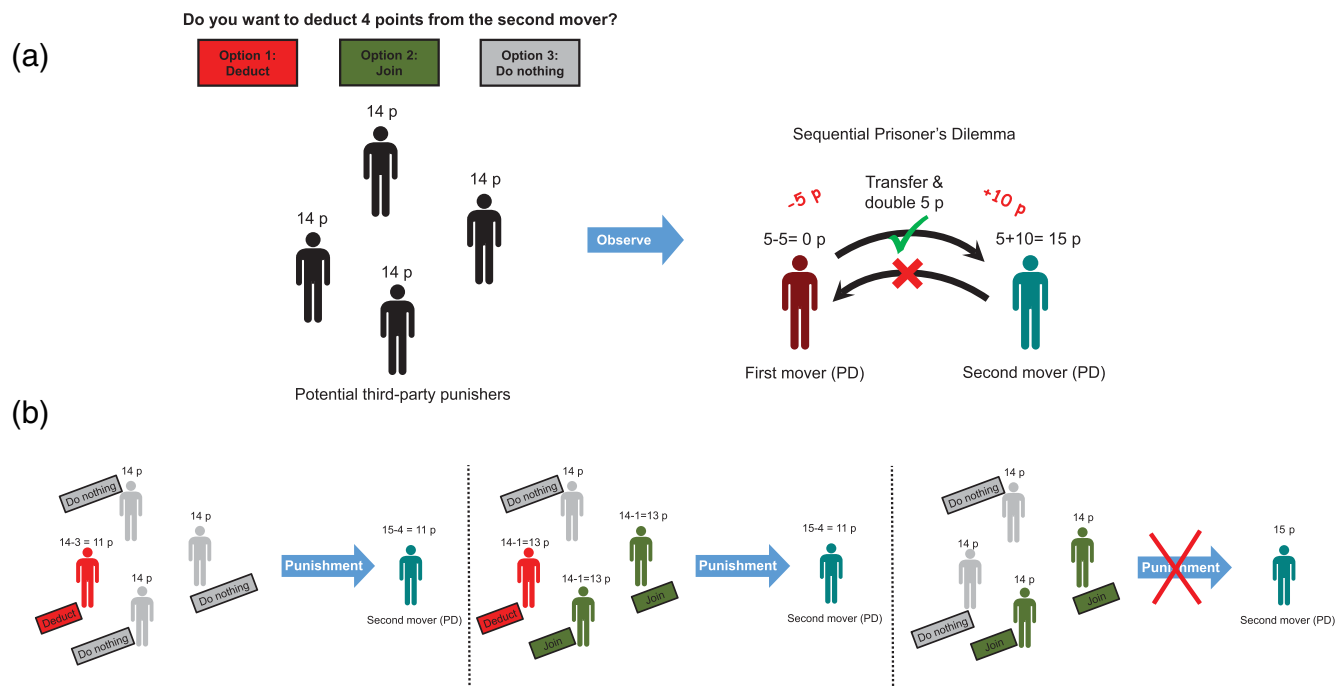 Do you want to deduct 4 points from the second mover?
(a)
Option 1:
Deduct
Option 2:
Join
Option 3:
Do nothing
14 p
14 p
14 p
14 p
Potential third-party punishers
Observe
Sequential Prisoner's Dilemma
-5 p
Transfer &
double 5 p
+10 p
5-5= 0 p
5+10= 15 p
First mover (PD)
Second mover (PD)
(b)
14 p
Do nothing
14 p
14-3 = 11 p
14 p
Do nothing
Deduct
Do nothing
Punishment
15-4 = 11 p
Second mover (PD)
14 p
Do nothing
14-1=13 p
14-1=13 p
14-1=13 p
Join
Deduct
Join
Punishment
15-4 = 11 p
Second mover (PD)
14 p
Do nothing
14 p
14 p
14 p
Join
Do nothing
Join
Punishment
15 p
Second mover (PD)